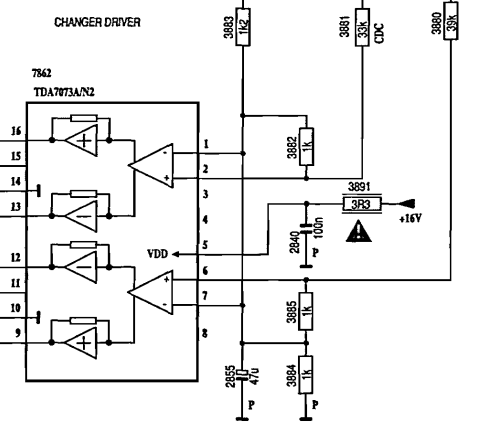 CHANGER DRIVER
3883
1k2
3881
33k
CDC
3880
39k
7862
TDA7073A/N2
16
15
14
13
12
11
10
9
1
2
3
4
5
6
7
8
VDD
3882
1k
3891
3R3
+16V
2840
100n
P
3885
1k
3884
1k
2855
47u
P
P